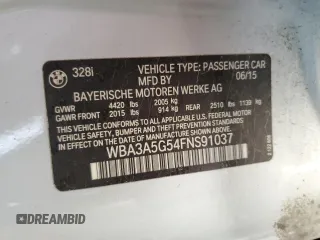 328i
VEHICLE TYPE: PASSENGER CAR
MFD BY 06/15
BAYERISCHE MOTOREN WERKE AG
GVWR 4420 lbs 2005 kg
GAWR FRONT 2015 lbs 914 kg REAR 2510 lbs 1139 kg
THIS VEHICLE CONFORMS TO ALL APPLICABLE FEDERAL MOTOR VEHICLE SAFETY, BUMPER, AND THEFT PREVENTION STANDARDS IN EFFECT ON THE DATE OF MANUFACTURE SHOWN ABOVE.
WBA3A5G54FNS91037
© DREAMBID.COM